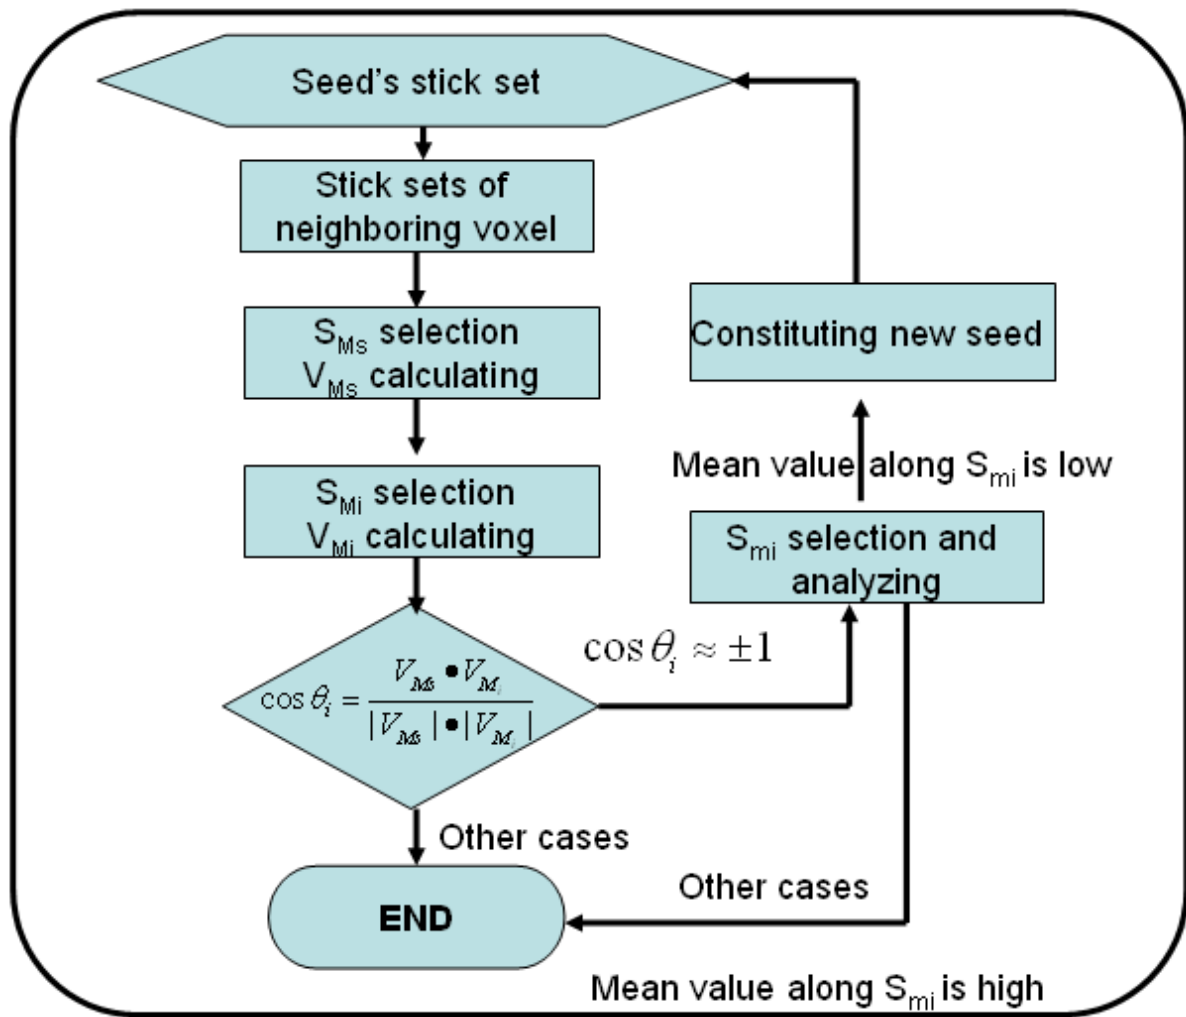 Seed's stick set
Stick sets of
neighboring voxel
S_Ms selection
V_Ms calculating
S_Mi selection
V_Mi calculating
cos θ_i = (V_Ms • V_M_i) / (|V_Ms| • |V_M_i|)
cos θ_i ≈ ±1
Other cases
END
Constituting new seed
Mean value along S_mi is low
S_mi selection and
analyzing
Other cases
Mean value along S_mi is high